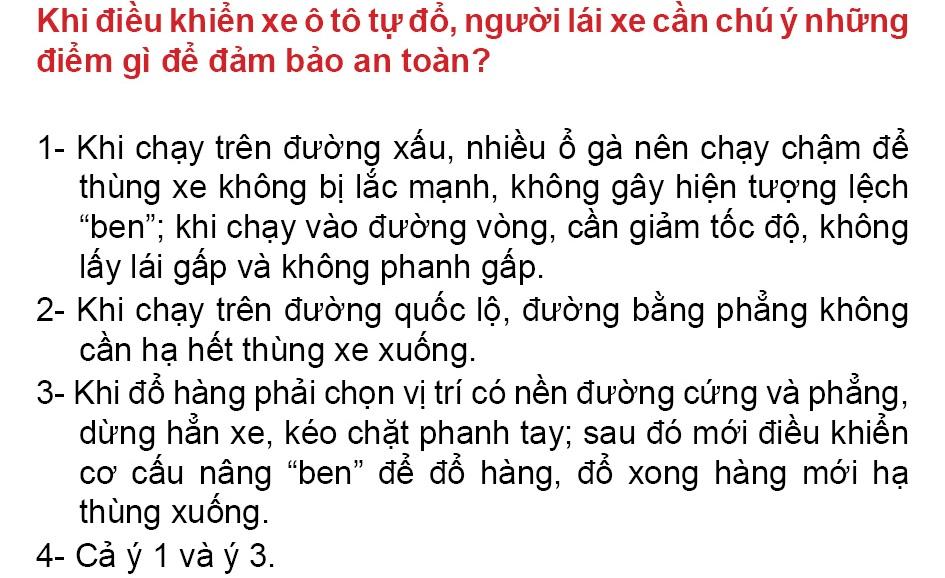 Khi điều khiển xe ô tô tự đổ, người lái xe cần chú ý những
điểm gì để đảm bảo an toàn?
1- Khi chạy trên đường xấu, nhiều ổ gà nên chạy chậm để
thùng xe không bị lắc mạnh, không gây hiện tượng lệch
“ben”; khi chạy vào đường vòng, cần giảm tốc độ, không
lấy lái gấp và không phanh gấp.
2- Khi chạy trên đường quốc lộ, đường bằng phẳng không
cần hạ hết thùng xe xuống.
3- Khi đổ hàng phải chọn vị trí có nền đường cứng và phẳng,
dừng hẳn xe, kéo chặt phanh tay; sau đó mới điều khiển
cơ cấu nâng “ben” để đổ hàng, đổ xong hàng mới hạ
thùng xuống.
4- Cả ý 1 và ý 3.